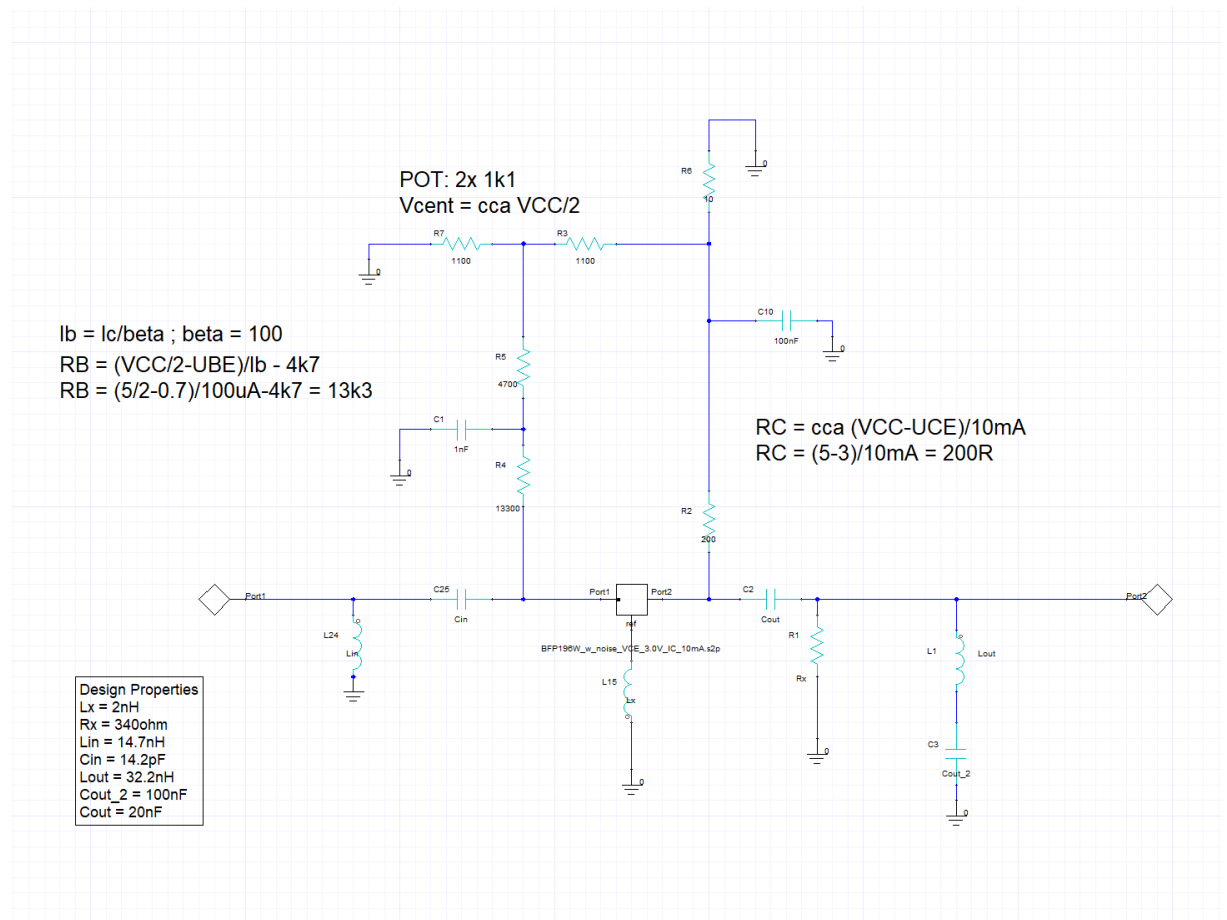 R6
10
POT: 2x 1k1
Vcent = cca VCC/2
R7
R3
1100
1100
0
0
C10
100nF
0
Ib = Ic/beta ; beta = 100
RB = (VCC/2-UBE)/Ib - 4k7
RB = (5/2-0.7)/100uA-4k7 = 13k3
R5
4700
C1
1nF
0
R4
13300
RC = cca (VCC-UCE)/10mA
RC = (5-3)/10mA = 200R
R2
200
Port1
C25
Cin
Port1
Port2
ref
C2
Cout
Port2
L24
Lin
BFP196W_w_noise_VCE_3.0V_IC_10mA.s2p
R1
Rx
L1
Lout
L15
Lx
0
0
C3
Cout_2
0
Design Properties
Lx = 2nH
Rx = 340ohm
Lin = 14.7nH
Cin = 14.2pF
Lout = 32.2nH
Cout_2 = 100nF
Cout = 20nF